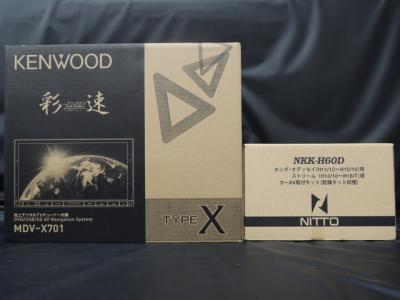 KENWOOD
彩速
地上デジタルTVチューナー内蔵
DVD/USB/SD AV Navigation System
MDV-X701
TYPE X
NKK-H60D
ホンダ・オデッセイ(H11/12〜H15/10)用
ストリーム(H12/10〜H18/7)用
カーAV取付キット(配線キット同梱)
NITTO